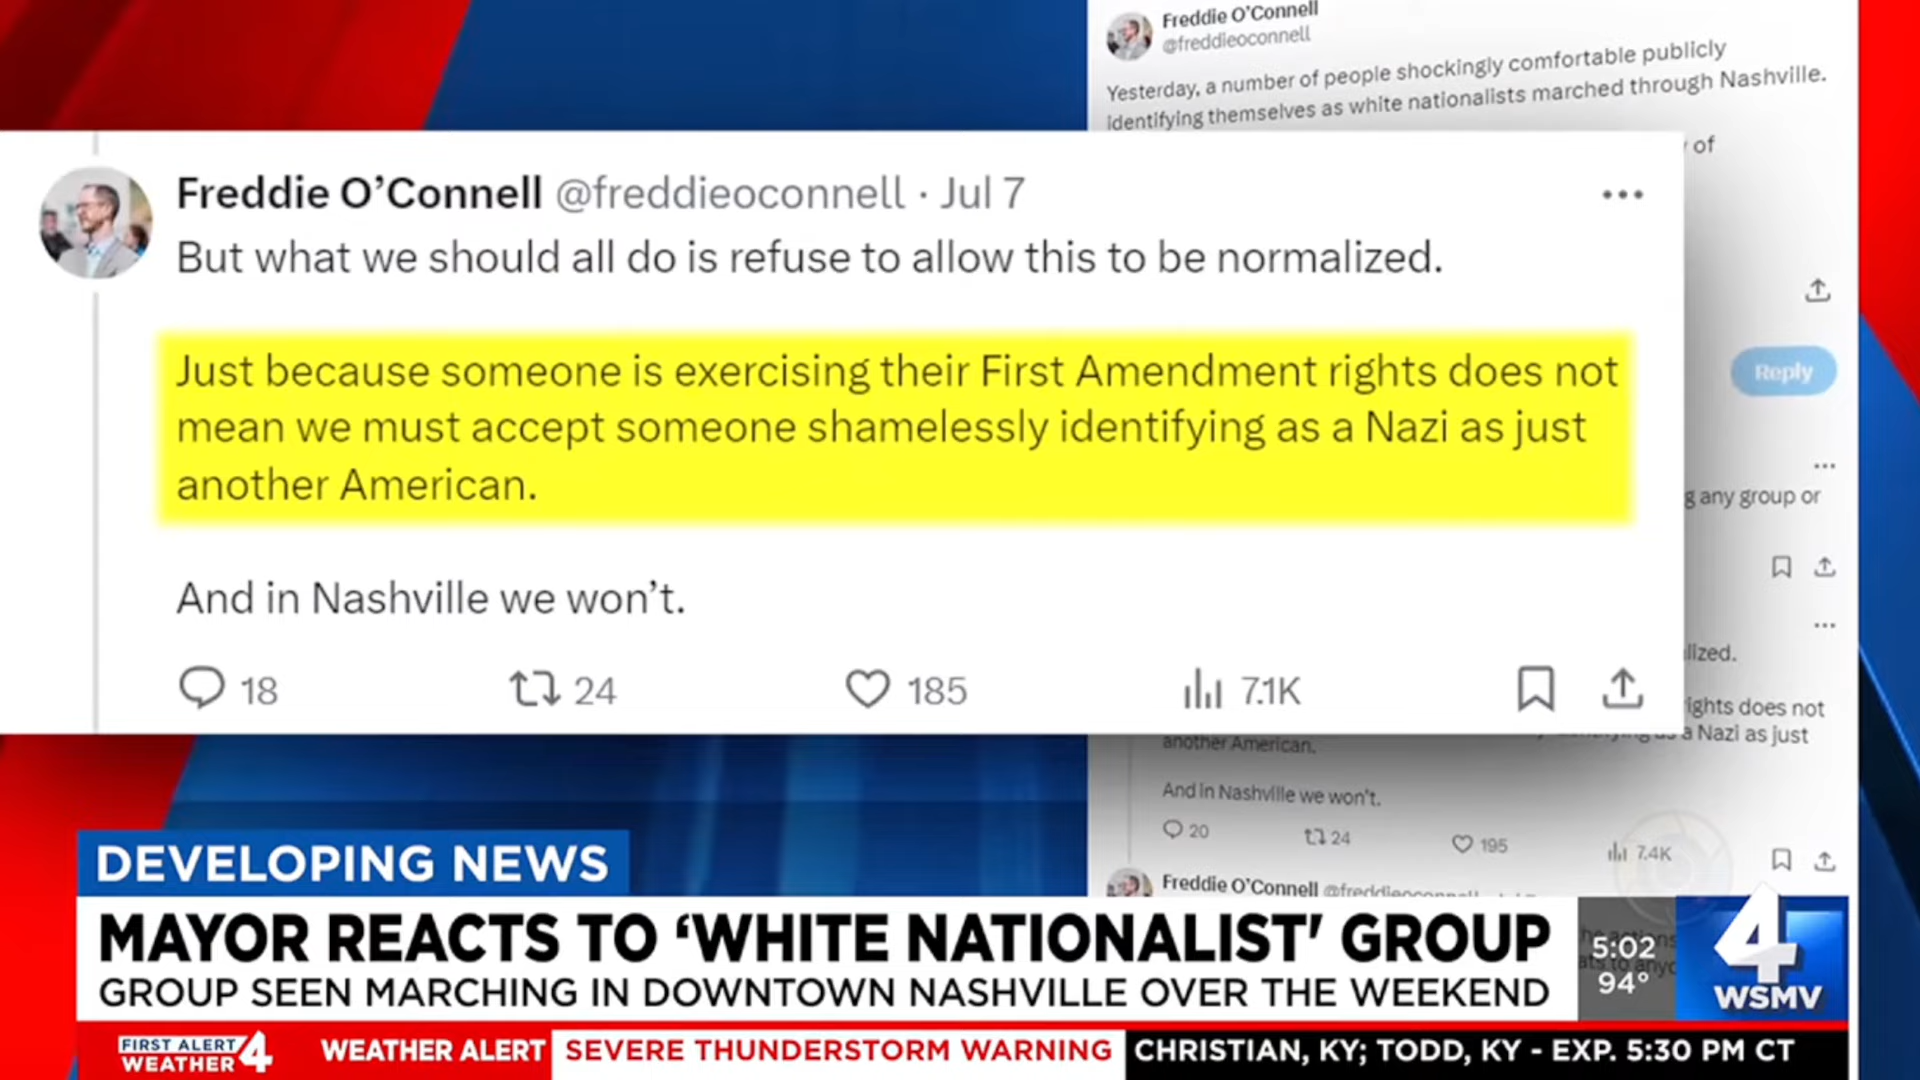 Freddie O'Connell
@freddieoconnell
Yesterday, a number of people shockingly comfortable publicly
identifying themselves as white nationalists marched through Nashville.
of
Freddie O'Connell @freddieoconnell · Jul 7
But what we should all do is refuse to allow this to be normalized.
Just because someone is exercising their First Amendment rights does not
mean we must accept someone shamelessly identifying as a Nazi as just
another American.
And in Nashville we won't.
18 24 185 7.1K
Reply
any group or
ights does not
a Nazi as just
another American.
And in Nashville we won't.
20 24 195 7.4K
Freddie O'Connell
DEVELOPING NEWS
MAYOR REACTS TO ‘WHITE NATIONALIST' GROUP
GROUP SEEN MARCHING IN DOWNTOWN NASHVILLE OVER THE WEEKEND
5:02
94°
4
WSMV
FIRST ALERT
WEATHER 4
WEATHER ALERT
SEVERE THUNDERSTORM WARNING
CHRISTIAN, KY; TODD, KY - EXP. 5:30 PM CT